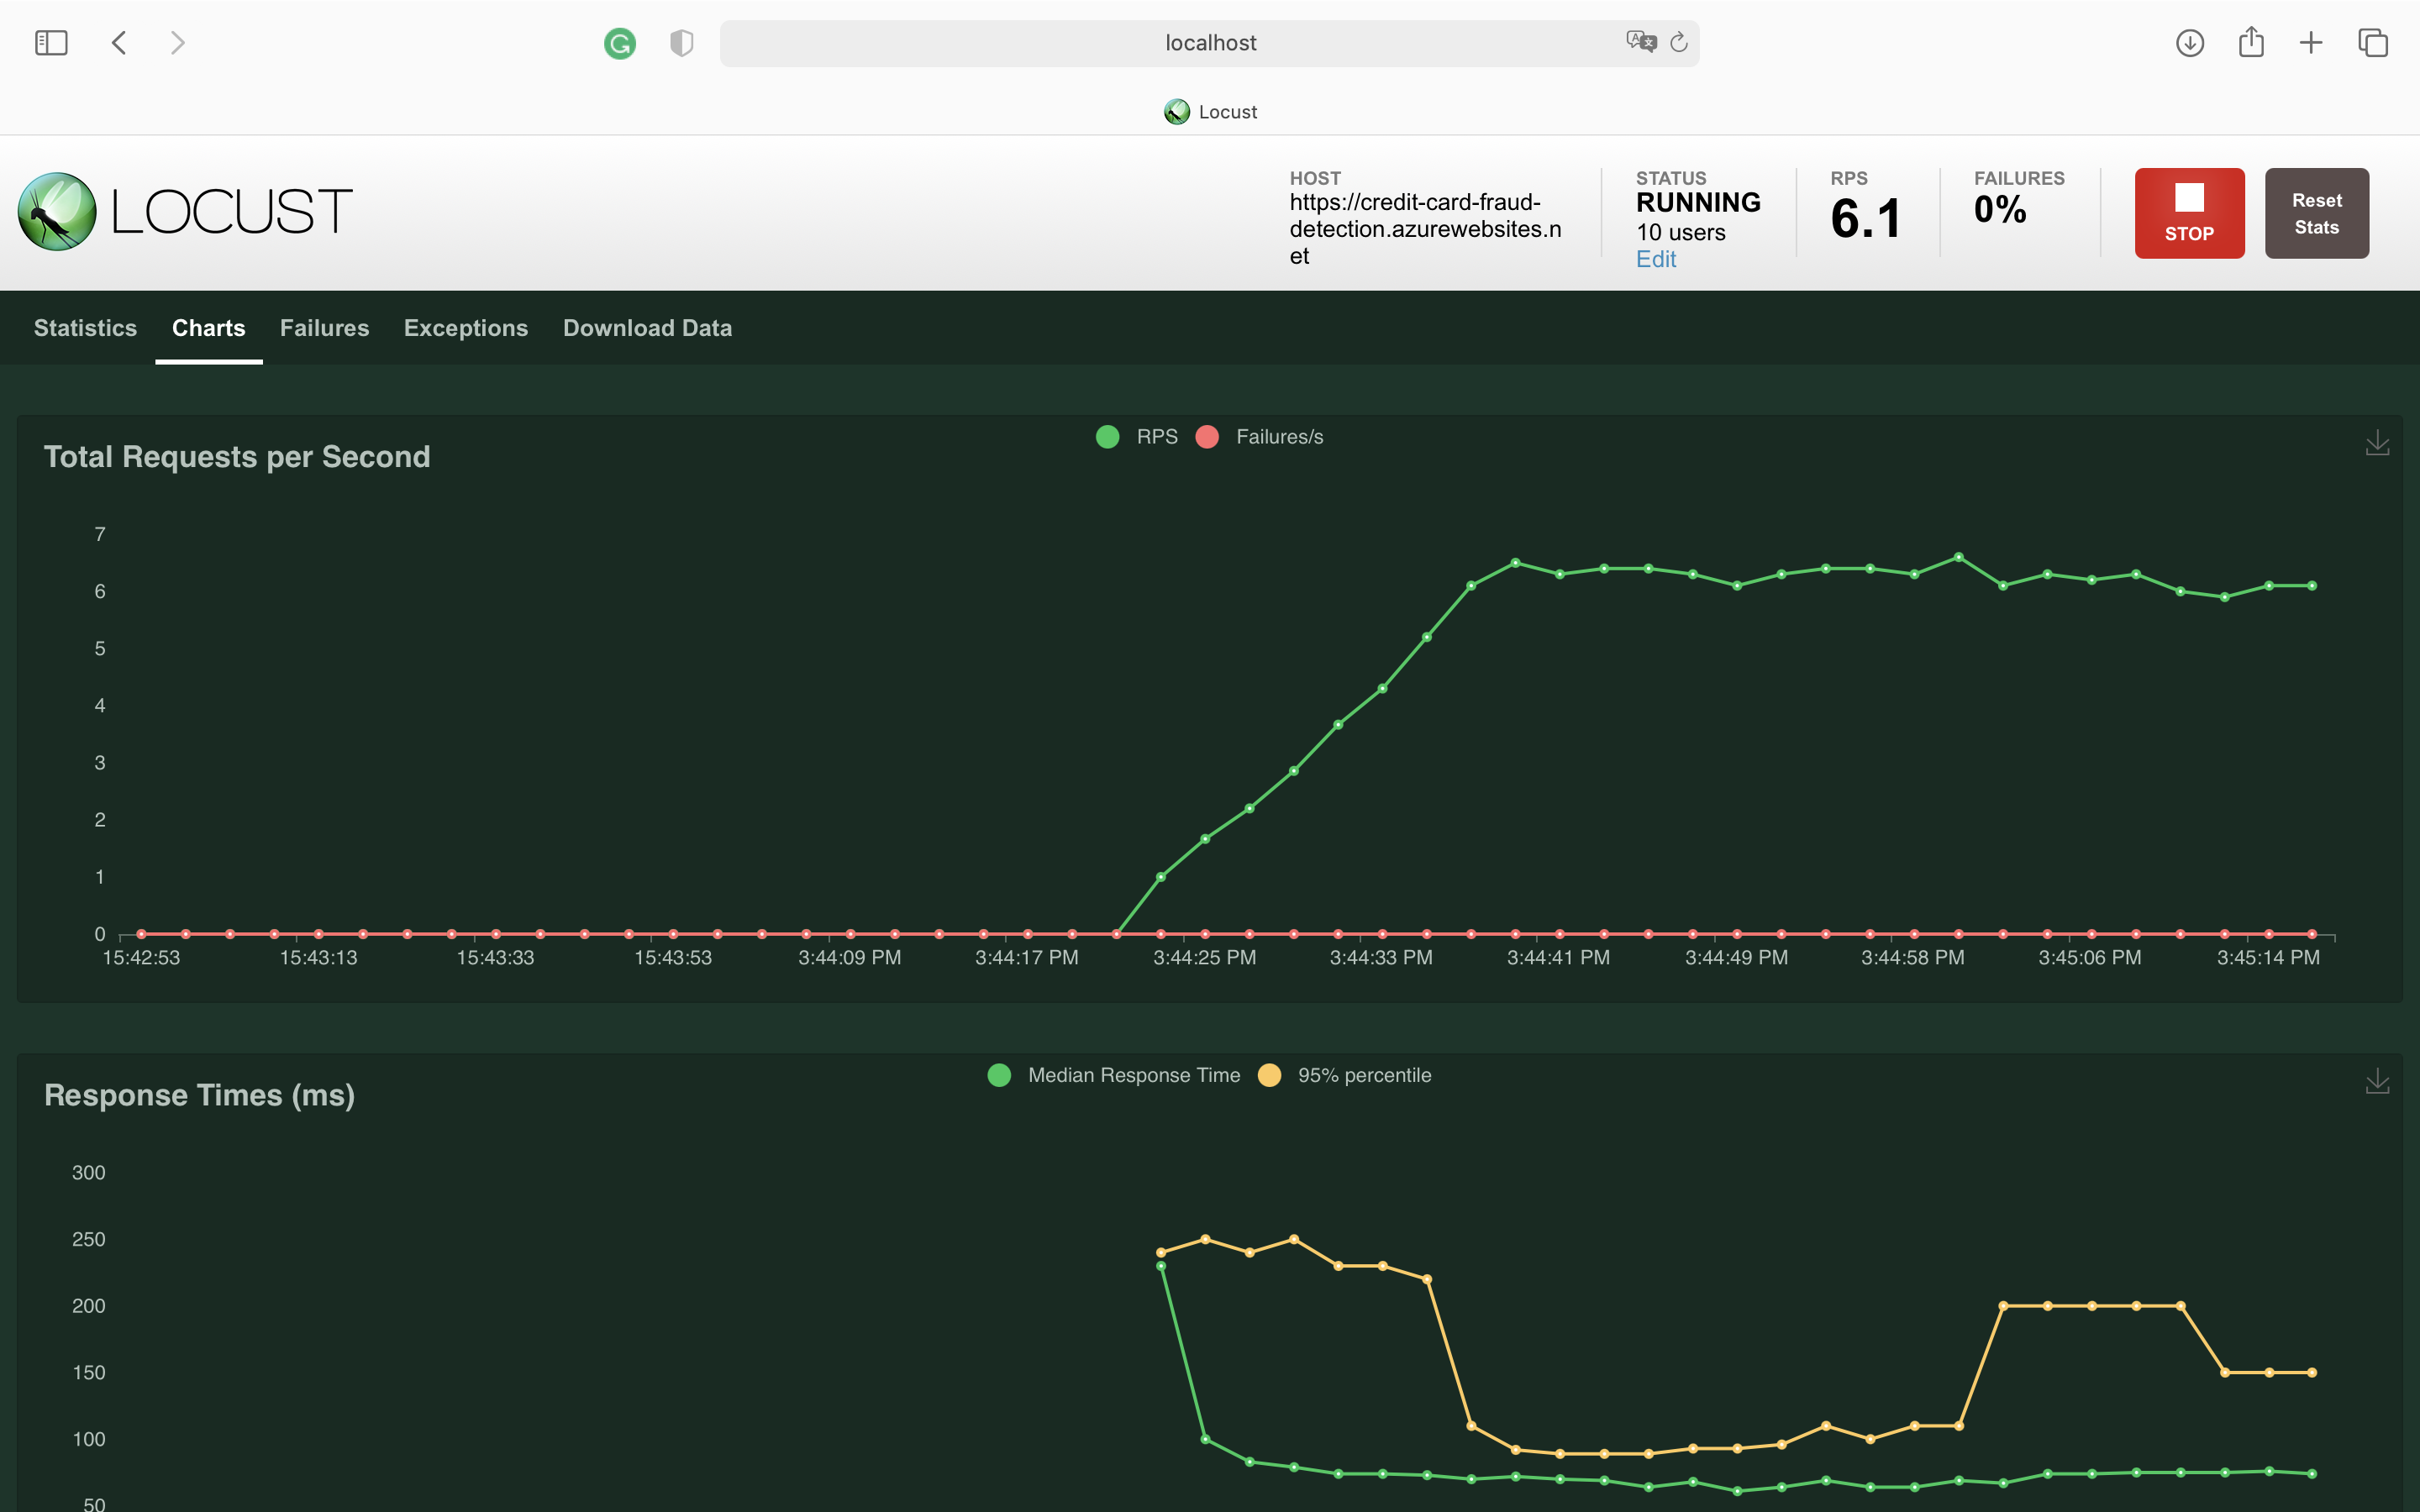 localhost
Locust
LOCUST
HOST
https://credit-card-fraud-
detection.azurewebsites.n
et
STATUS
RUNNING
10 users
Edit
RPS
6.1
FAILURES
0%
STOP
Reset
Stats
Statistics Charts Failures Exceptions Download Data
Total Requests per Second
RPS Failures/s
7
6
5
4
3
2
1
0
15:42:53 15:43:13 15:43:33 15:43:53 3:44:09 PM 3:44:17 PM 3:44:25 PM 3:44:33 PM 3:44:41 PM 3:44:49 PM 3:44:58 PM 3:45:06 PM 3:45:14 PM
Response Times (ms)
Median Response Time 95% percentile
300
250
200
150
100
50